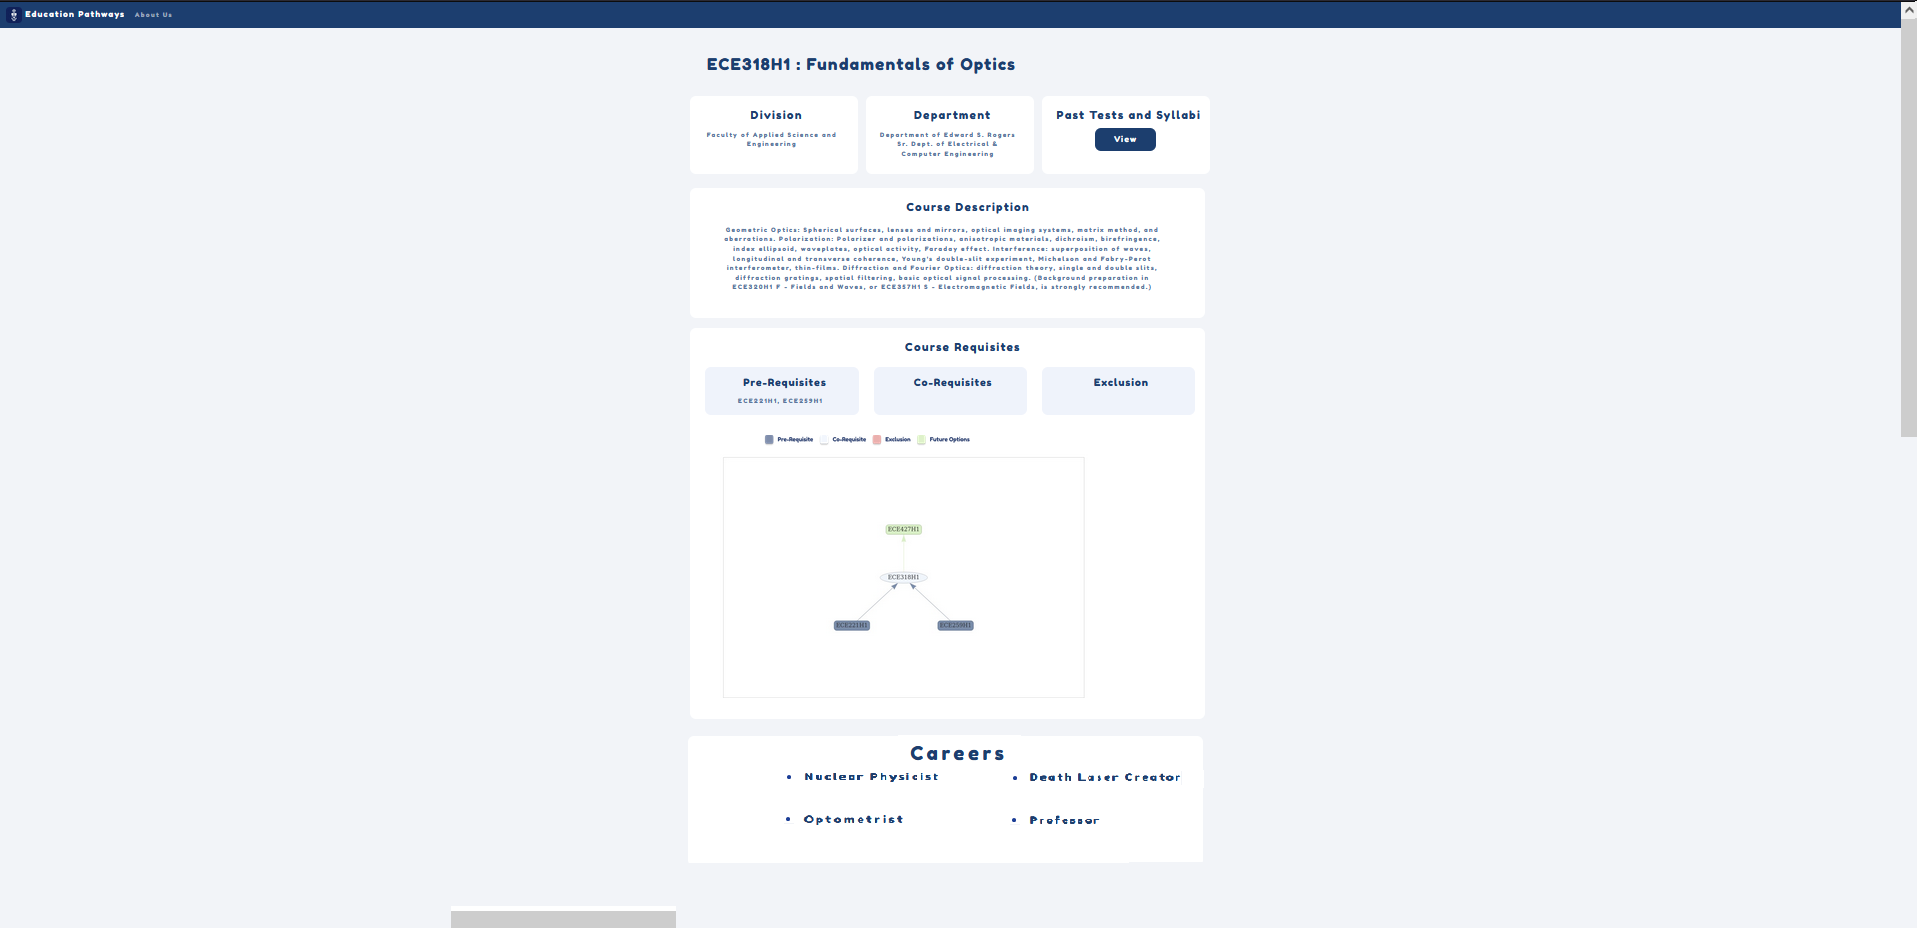 Education Pathways About Us
ECE318H1 : Fundamentals of Optics
Division
Faculty of Applied Science and
Engineering
Department
Department of Edward S. Rogers
Sr. Dept. of Electrical &
Computer Engineering
Past Tests and Syllabi
View
Course Description
Geometric Optics: Spherical surfaces, lenses and mirrors, optical imaging systems, matrix method, and
aberrations. Polarization: Polarizer and polarizations, anisotropic materials, dichroism, birefringence,
index ellipsoid, waveplates, optical activity, Faraday effect. Interference: superposition of waves,
longitudinal and transverse coherence, Young's double-slit experiment, Michelson and Fabry-Perot
interferometer, thin-films. Diffraction and Fourier Optics: diffraction theory, single and double slits,
diffraction gratings, spatial filtering, basic optical signal processing. (Background preparation in
ECE320H1 F - Fields and Waves, or ECE357H1 S - Electromagnetic Fields, is strongly recommended.)
Course Requisites
Pre-Requisites
ECE221H1, ECE259H1
Co-Requisites
Exclusion
Pre-Requisite Co-Requisite Exclusion Future Options
ECE427H1
ECE318H1
ECE221H1 ECE259H1
Careers
• Nuclear Physicist
• Death Laser Creator
• Optometrist
• Professor